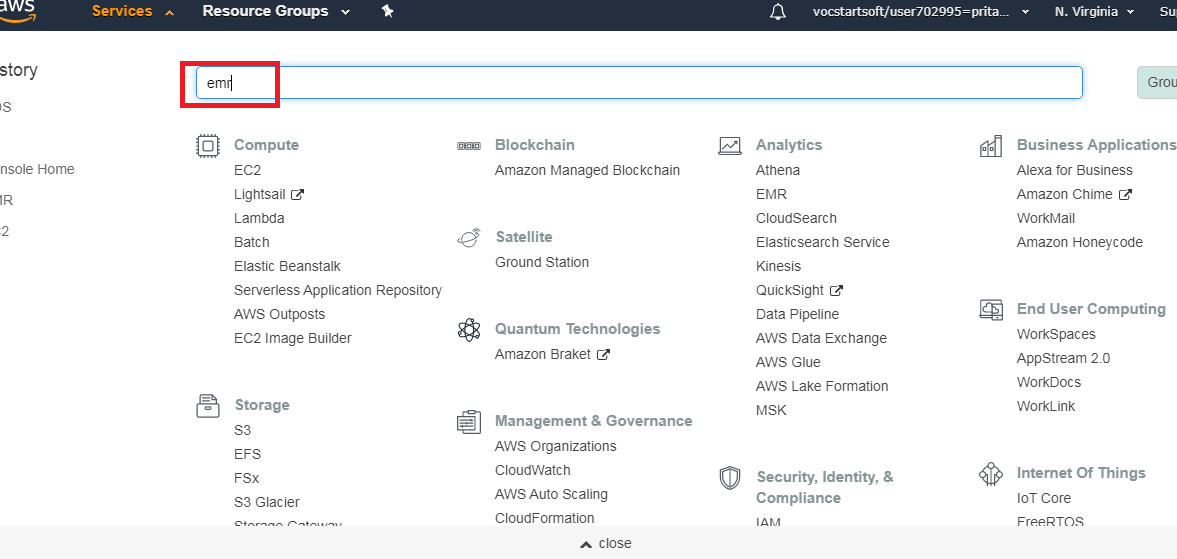 aws
Services
Resource Groups
vocstartsoft/user702995=prita...
N. Virginia
Su
story
emr
Grou
OS
nsole Home
MR
C2
Compute
EC2
Lightsail
Lambda
Batch
Elastic Beanstalk
Serverless Application Repository
AWS Outposts
EC2 Image Builder
Storage
S3
EFS
FSx
S3 Glacier
Storage Gateway
Blockchain
Amazon Managed Blockchain
Satellite
Ground Station
Quantum Technologies
Amazon Braket
Management & Governance
AWS Organizations
CloudWatch
AWS Auto Scaling
CloudFormation
Analytics
Athena
EMR
CloudSearch
Elasticsearch Service
Kinesis
QuickSight
Data Pipeline
AWS Data Exchange
AWS Glue
AWS Lake Formation
MSK
Security, Identity, &
Compliance
IAM
Business Applications
Alexa for Business
Amazon Chime
WorkMail
Amazon Honeycode
End User Computing
WorkSpaces
AppStream 2.0
WorkDocs
WorkLink
Internet Of Things
IoT Core
FreeRTOS
close